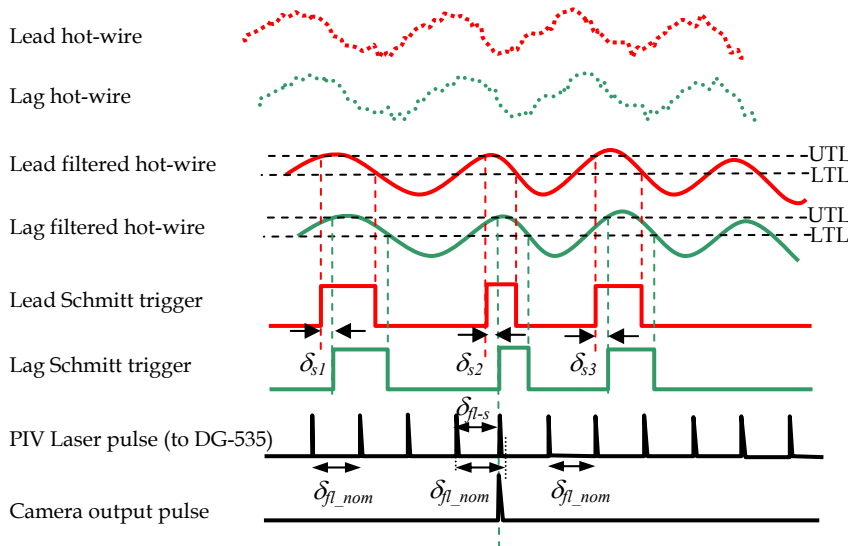 Lead hot-wire
Lag hot-wire
Lead filtered hot-wire
UTL
LTL
Lag filtered hot-wire
UTL
LTL
Lead Schmitt trigger
δs1
δs2
δs3
Lag Schmitt trigger
δfl-s
PIV Laser pulse (to DG-535)
δfl_nom
δfl_nom
δfl_nom
Camera output pulse